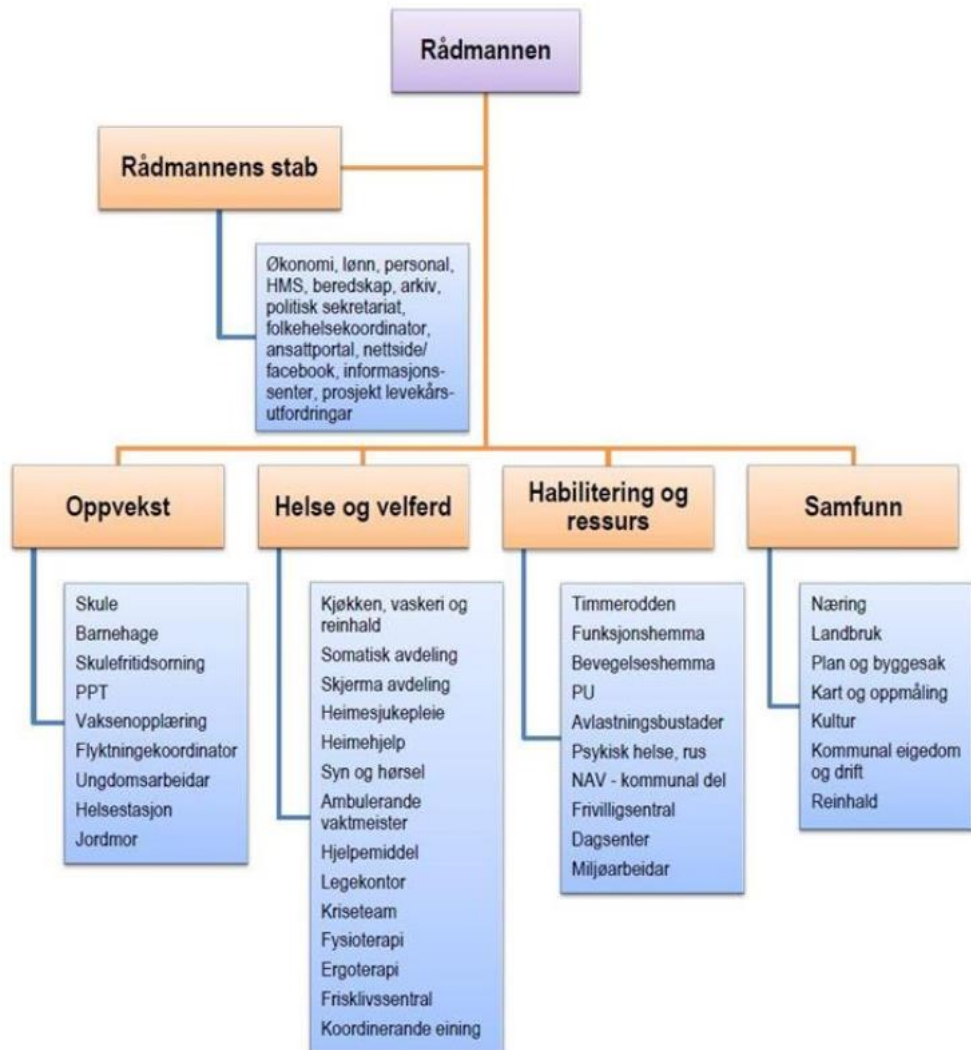 Rådmannen
Rådmannens stab
Økonomi, lønn, personal,
HMS, beredskap, arkiv,
politisk sekretariat,
folkehelsekoordinator,
ansattportal, nettside/
facebook, informasjons-
senter, prosjekt levekårs-
utfordringar
Oppvekst
Skule
Barnehage
Skulefritidsorning
PPT
Vaksenopplæring
Flyktningekoordinator
Ungdomsarbeidar
Helsestasjon
Jordmor
Helse og velferd
Kjøkken, vaskeri og
reinhald
Somatisk avdeling
Skjerma avdeling
Heimesjukepleie
Heimehjelp
Syn og hørsel
Ambulerande
vaktmeister
Hjelpemiddel
Legekontor
Kriseteam
Fysioterapi
Ergoterapi
Frisklivssentral
Koordinerande eining
Habilitering og
ressurs
Timmerodden
Funksjonshemma
Bevegelseshemma
PU
Avlastningsbustader
Psykisk helse, rus
NAV - kommunal del
Frivilligsentral
Dagsenter
Miljøarbeidar
Samfunn
Næring
Landbruk
Plan og byggesak
Kart og oppmåling
Kultur
Kommunal eigedom
og drift
Reinhald